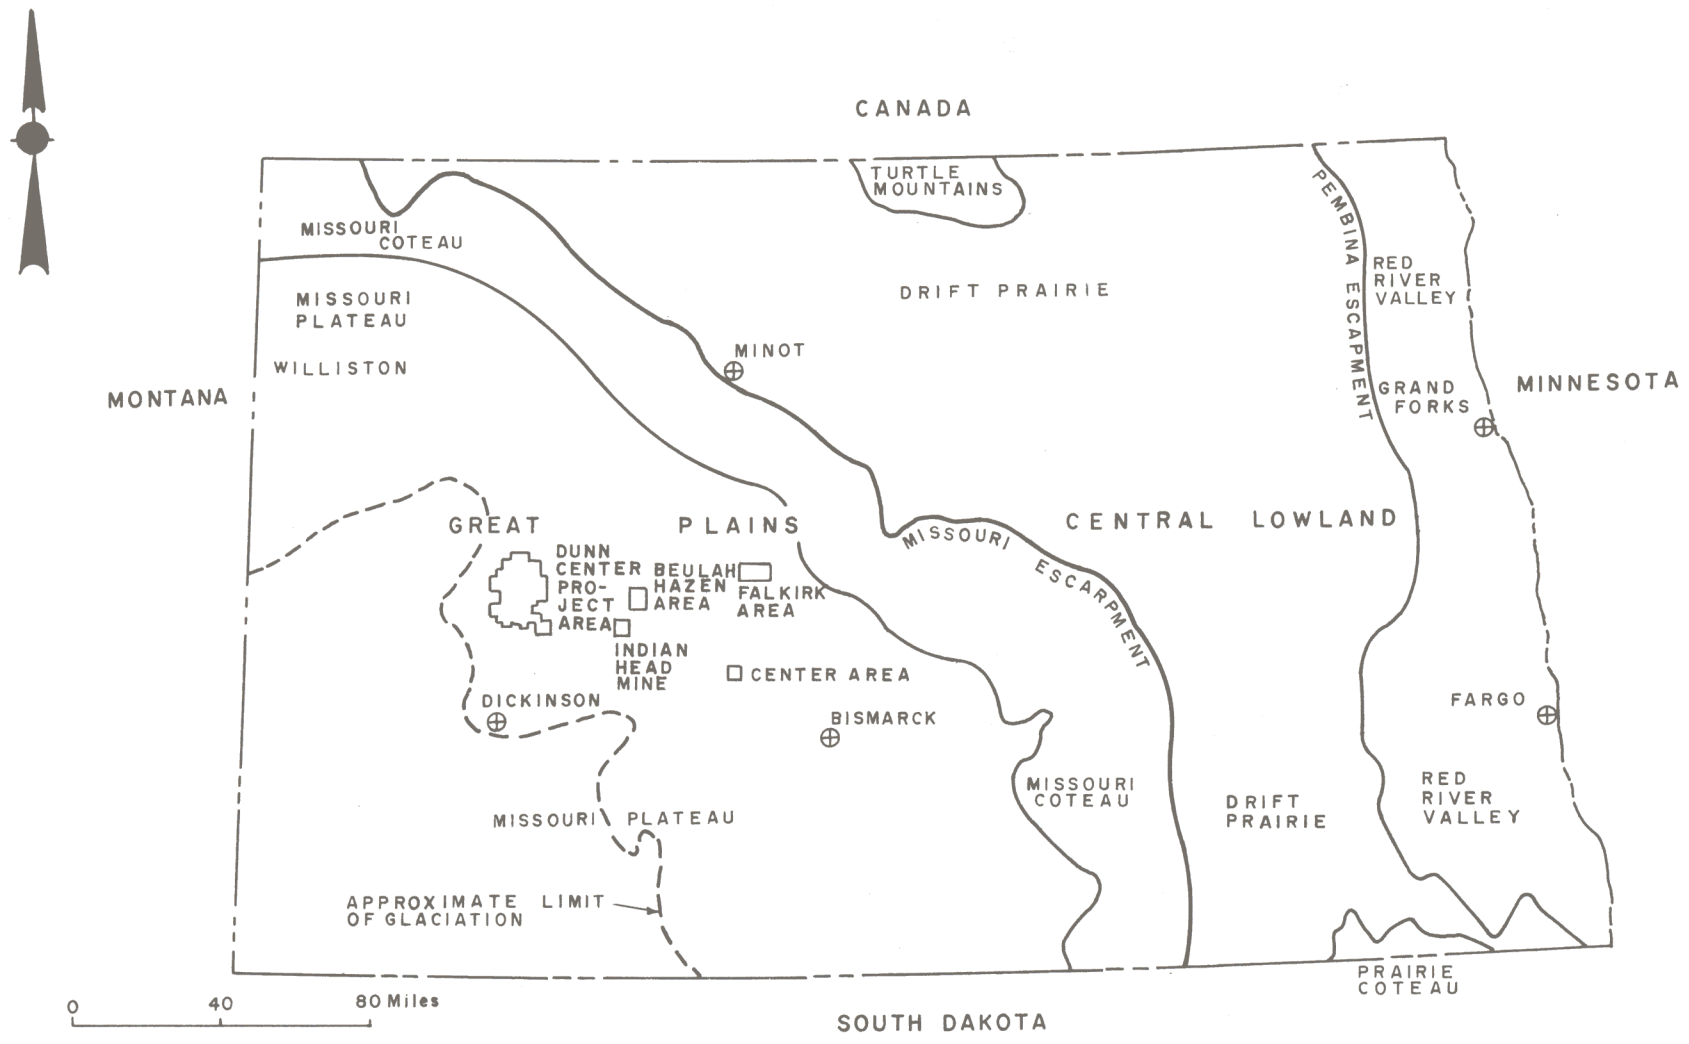 CANADA
TURTLE
MOUNTAINS
PEMBINA ESCAPMENT
MISSOURI
COTEAU
RED
RIVER
VALLEY
DRIFT PRAIRIE
MISSOURI
PLATEAU
MINOT
WILLISTON
MONTANA
GRAND
FORKS
MINNESOTA
GREAT PLAINS
CENTRAL LOWLAND
MISSOURI ESCARPMENT
DUNN
CENTER
PRO-
JECT
AREA
BEULAH
HAZEN
AREA
FALKIRK
AREA
INDIAN
HEAD
MINE
CENTER AREA
DICKINSON
BISMARCK
FARGO
MISSOURI
COTEAU
RED
RIVER
VALLEY
DRIFT
PRAIRIE
MISSOURI PLATEAU
APPROXIMATE LIMIT
OF GLACIATION
PRAIRIE
COTEAU
0 40 80 Miles
SOUTH DAKOTA